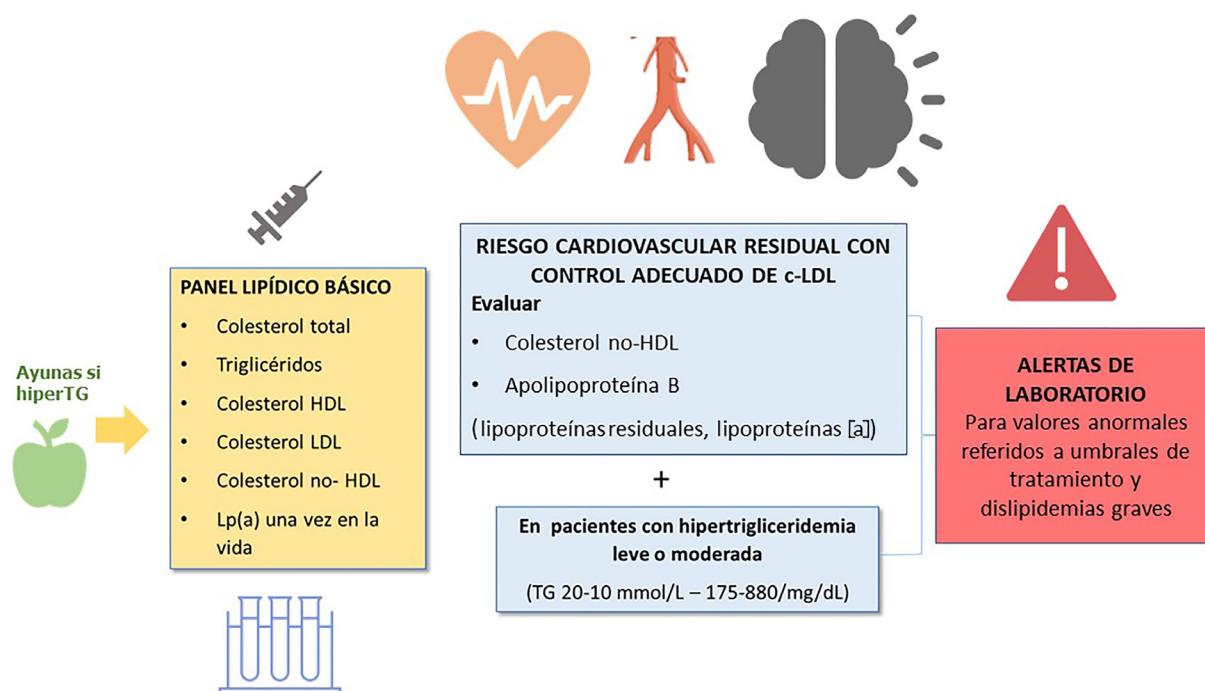 Ayunas si
hiperTG
PANEL LIPÍDICO BÁSICO
• Colesterol total
• Triglicéridos
• Colesterol HDL
• Colesterol LDL
• Colesterol no- HDL
• Lp(a) una vez en la
vida
RIESGO CARDIOVASCULAR RESIDUAL CON
CONTROL ADECUADO DE c-LDL
Evaluar
• Colesterol no-HDL
• Apolipoproteína B
(lipoproteínas residuales, lipoproteínas [a])
+
En pacientes con hipertrigliceridemia
leve o moderada
(TG 20-10 mmol/L – 175-880/mg/dL)
ALERTAS DE
LABORATORIO
Para valores anormales
referidos a umbrales de
tratamiento y
dislipidemias graves